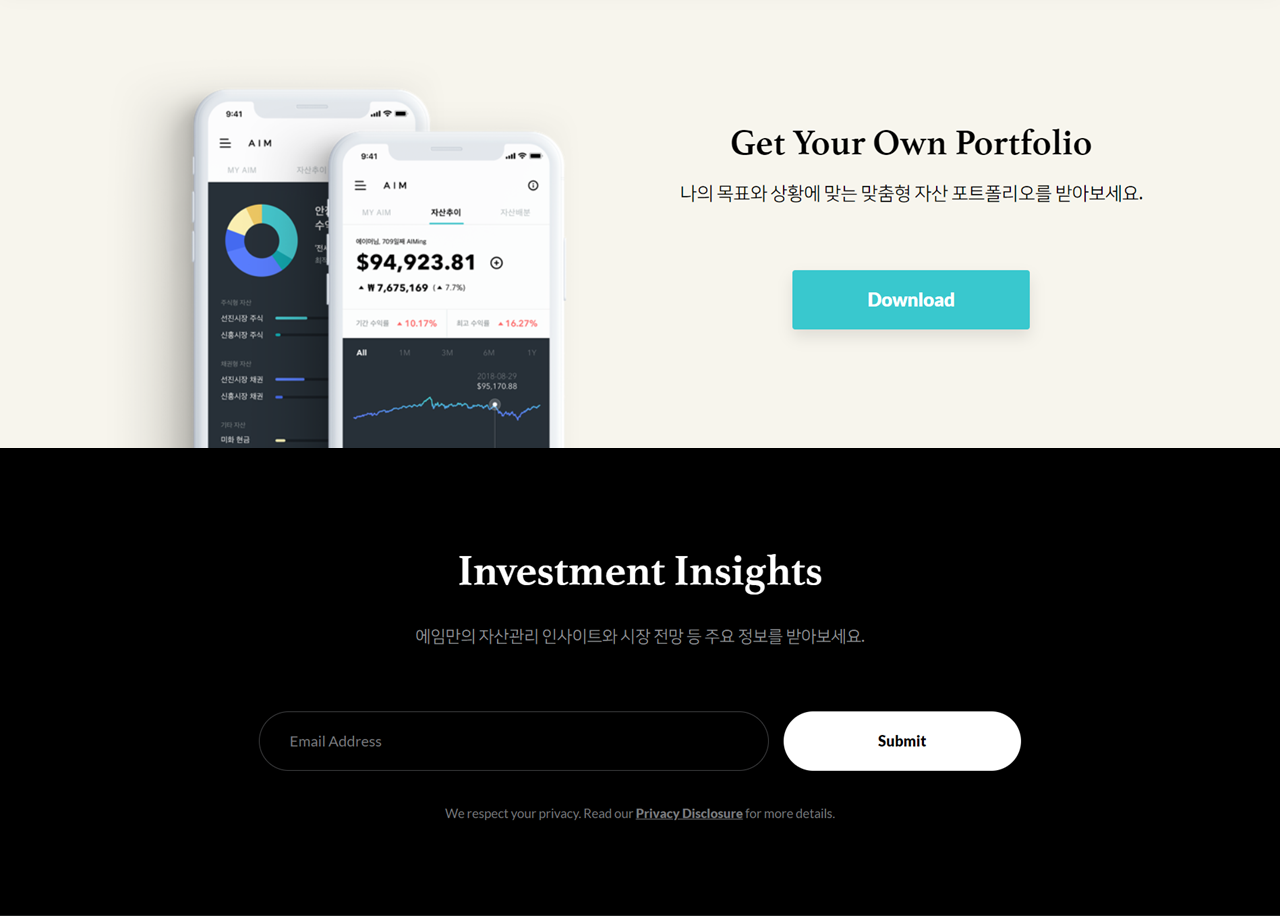 9:41
AIM
MY AIM
자산추이
주식형 자산
선진시장 주식
신흥시장 주식
채권형 자산
선진시장 채권
신흥시장 채권
기타 자산
미화 현금
9:41
AIM
MY AIM 자산추이 자산배분
에이머님, 709일째 AIMing
$94,923.81
₩ 7,675,169 (▲ 7.7%)
기간 수익률 ▲ 10.17% 최고 수익률 ▲ 16.27%
All 1M 3M 6M 1Y
2018-08-29
$95,170.88
Get Your Own Portfolio
나의 목표와 상황에 맞는 맞춤형 자산 포트폴리오를 받아보세요.
Download
Investment Insights
에임만의 자산관리 인사이트와 시장 전망 등 주요 정보를 받아보세요.
Email Address
Submit
We respect your privacy. Read our Privacy Disclosure for more details.